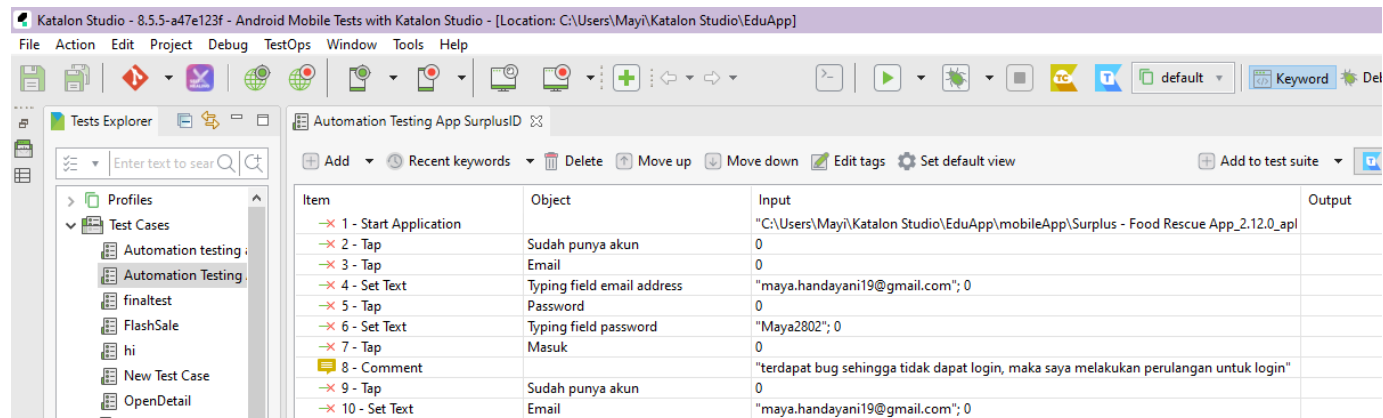 Katalon Studio - 8.5.5-a47e123f - Android Mobile Tests with Katalon Studio - [Location: C:\Users\Mayi\Katalon Studio\EduApp]
File Action Edit Project Debug TestOps Window Tools Help
default Keyword Deb
Tests Explorer
Automation Testing App SurplusID
Enter text to sear
Add Recent keywords Delete Move up Move down Edit tags Set default view Add to test suite
Profiles
Test Cases
Automation testing
Automation Testing
finaltest
FlashSale
hi
New Test Case
OpenDetail
Item Object Input Output
1 - Start Application "C:\Users\Mayi\Katalon Studio\EduApp\mobileApp\Surplus - Food Rescue App_2.12.0_apl
2 - Tap Sudah punya akun 0
3 - Tap Email 0
4 - Set Text Typing field email address "maya.handayani19@gmail.com"; 0
5 - Tap Password 0
6 - Set Text Typing field password "Maya2802"; 0
7 - Tap Masuk 0
8 - Comment "terdapat bug sehingga tidak dapat login, maka saya melakukan perulangan untuk login"
9 - Tap Sudah punya akun 0
10 - Set Text Email "maya.handayani19@gmail.com"; 0